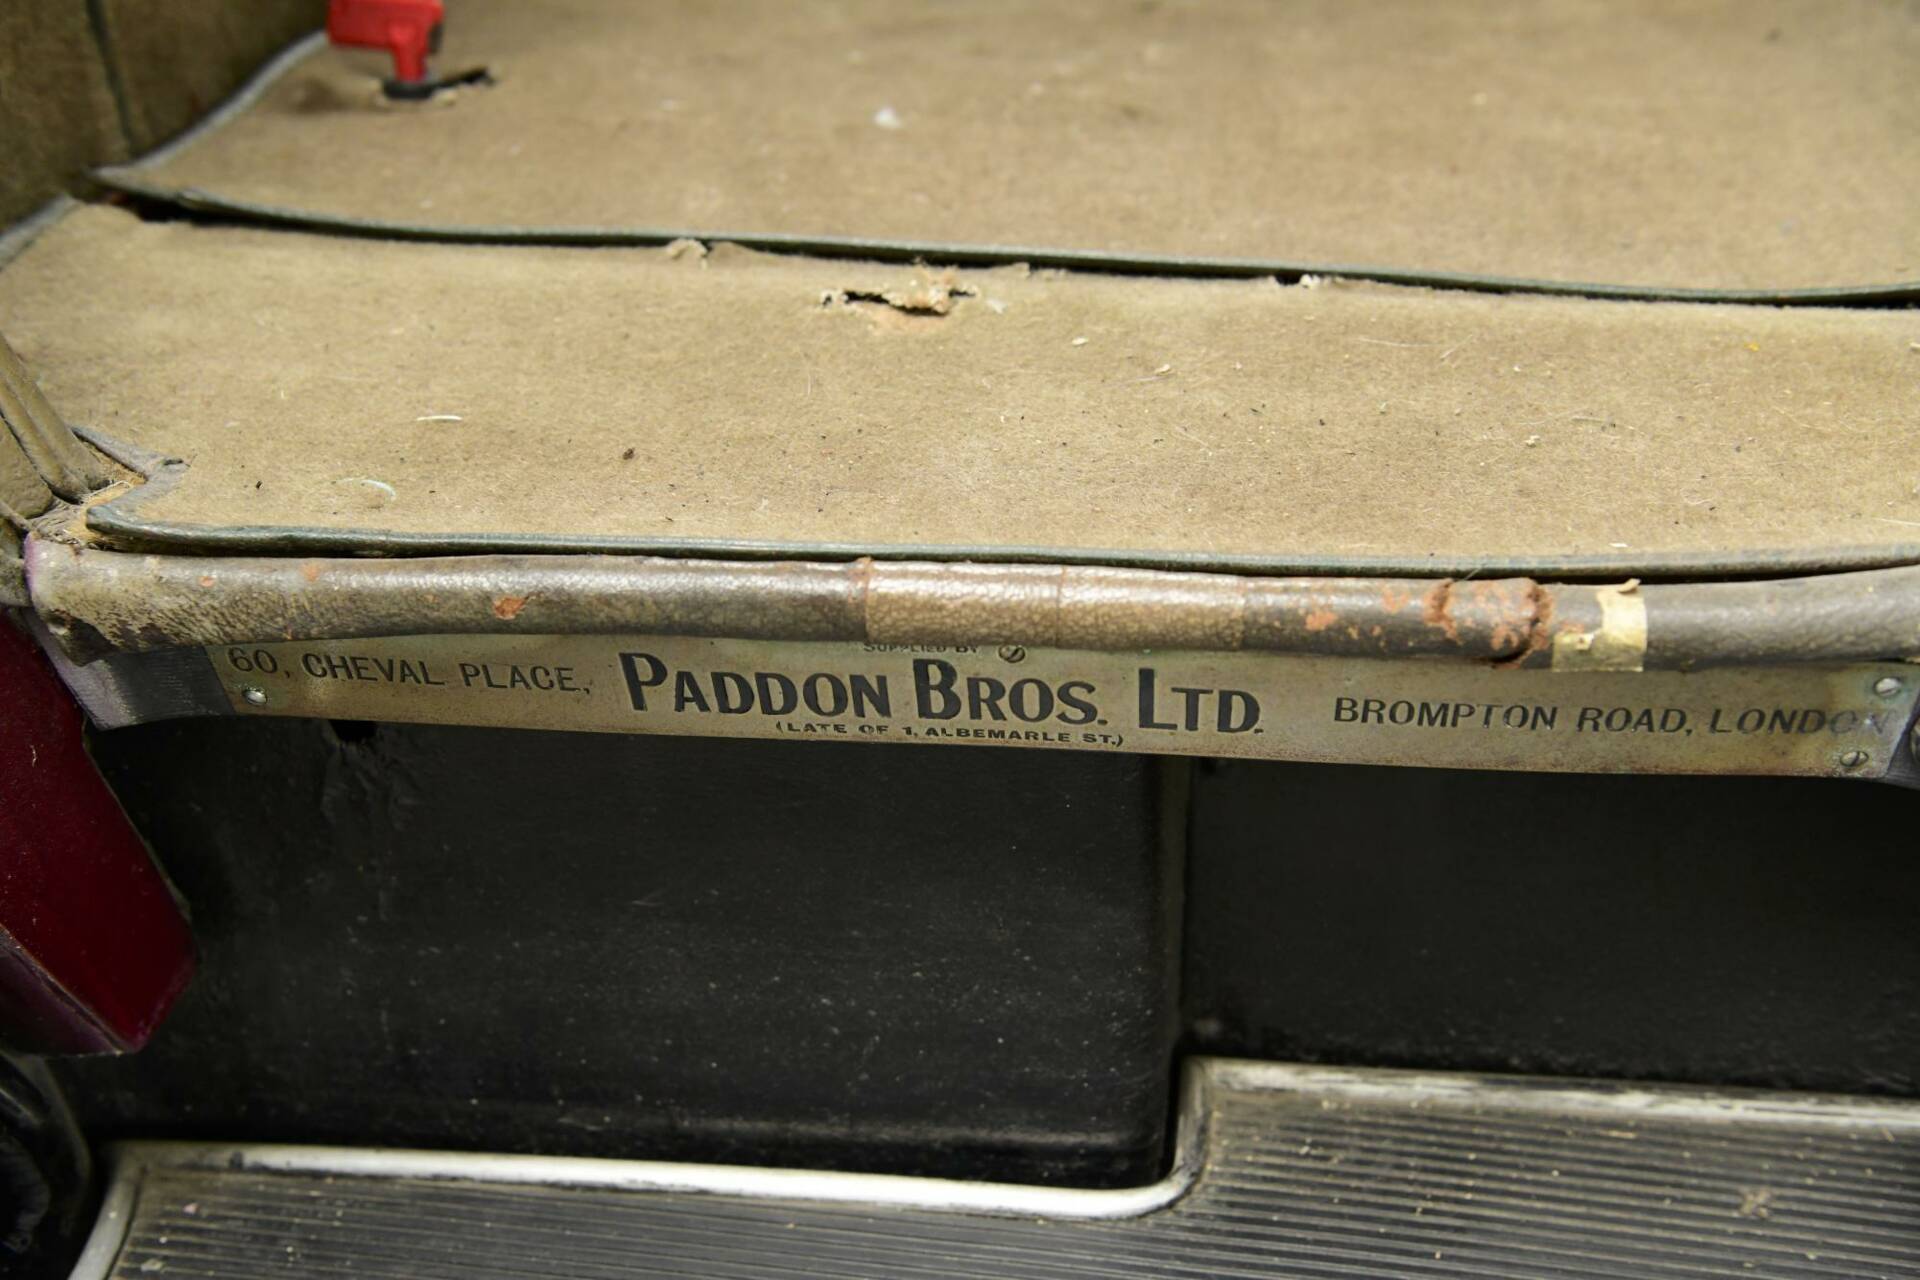 SUPPLIED BY
60, CHEVAL PLACE, PADDON BROS. LTD. BROMPTON ROAD, LONDON
(LATE OF 1, ALBEMARLE ST.)